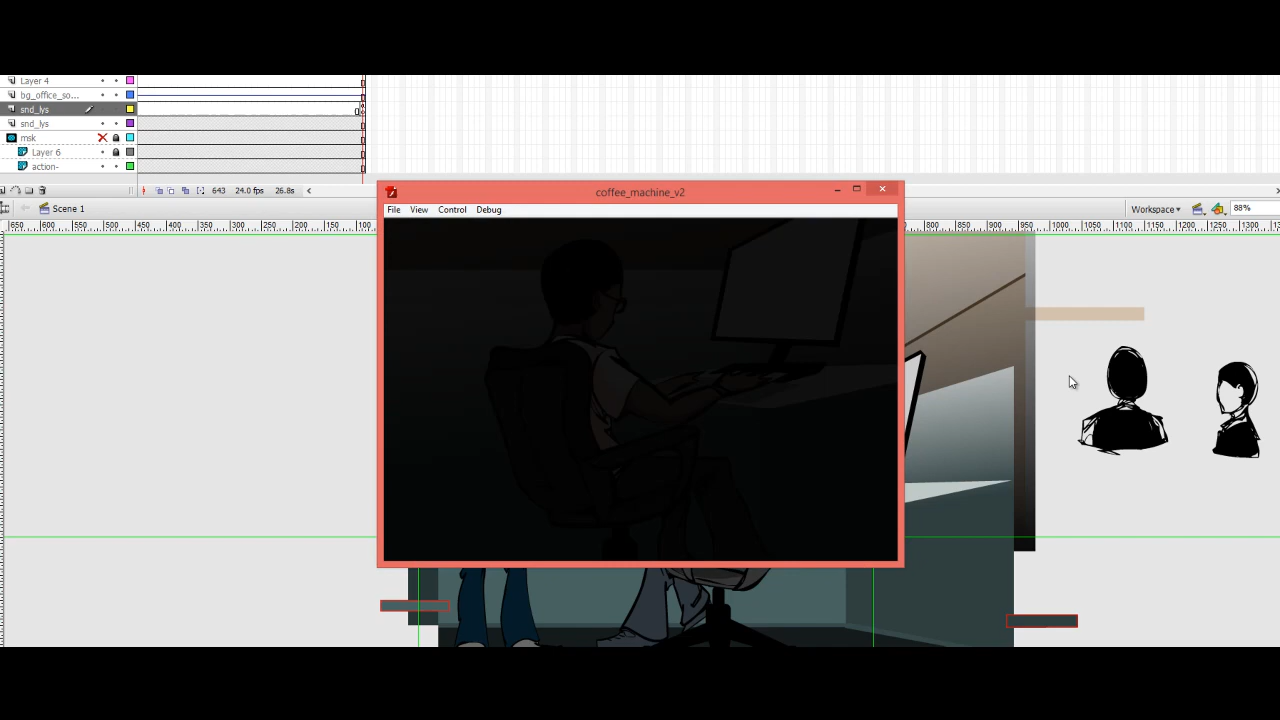 Layer 4
bg_office_so...
snd_lys
snd_lys
msk
Layer 6
action-
643 24.0 fps 26.8s
Scene 1
Workspace 88%
650 600 550 500 450 400 350 300 250 200 150 100 800 850 900 950 1000 1050 1100 1150 1200 1250 1300
coffee_machine_v2
File View Control Debug